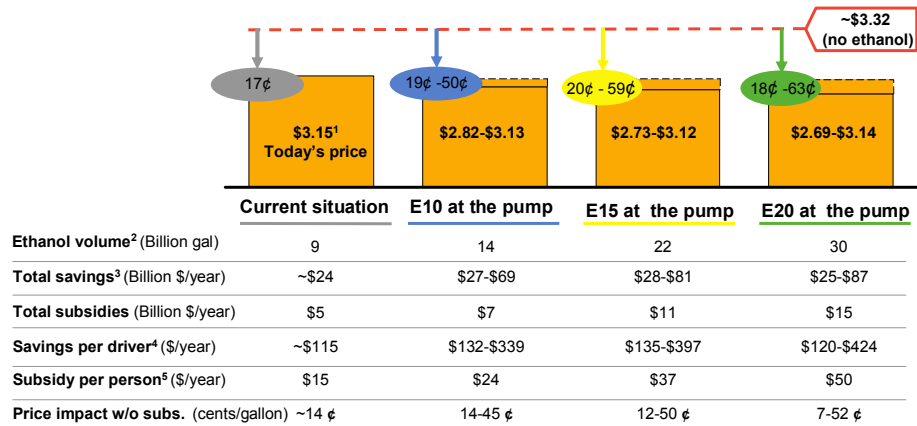 ~$3.32
(no ethanol)
17¢
19¢ -50¢
20¢ - 59¢
18¢ -63¢
$3.15¹
Today's price
$2.82-$3.13
$2.73-$3.12
$2.69-$3.14
Current situation E10 at the pump E15 at the pump E20 at the pump
Ethanol volume² (Billion gal) 9 14 22 30
Total savings³ (Billion $/year) ~$24 $27-$69 $28-$81 $25-$87
Total subsidies (Billion $/year) $5 $7 $11 $15
Savings per driver⁴ ($/year) ~$115 $132-$339 $135-$397 $120-$424
Subsidy per person⁵ ($/year) $15 $24 $37 $50
Price impact w/o subs. (cents/gallon) ~14 ¢ 14-45 ¢ 12-50 ¢ 7-52 ¢